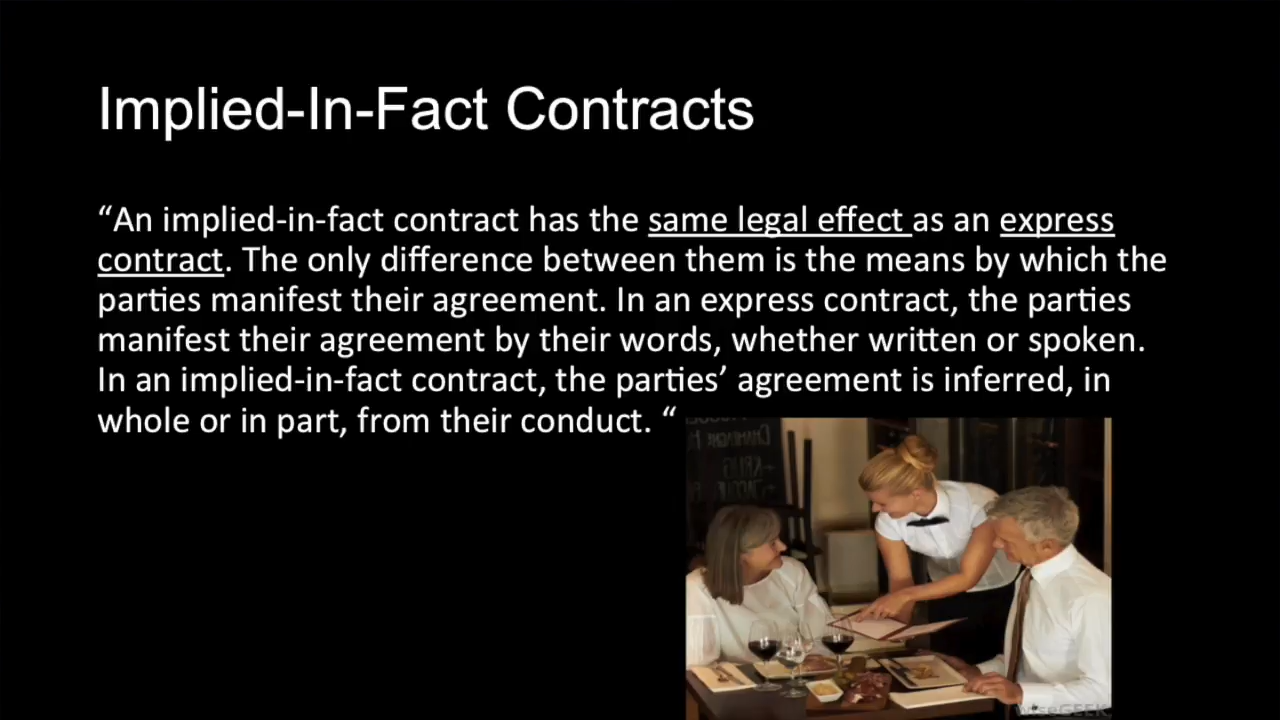 Implied-In-Fact Contracts
“An implied-in-fact contract has the same legal effect as an express
contract. The only difference between them is the means by which the
parties manifest their agreement. In an express contract, the parties
manifest their agreement by their words, whether written or spoken.
In an implied-in-fact contract, the parties’ agreement is inferred, in
whole or in part, from their conduct. “
wiseGEEK